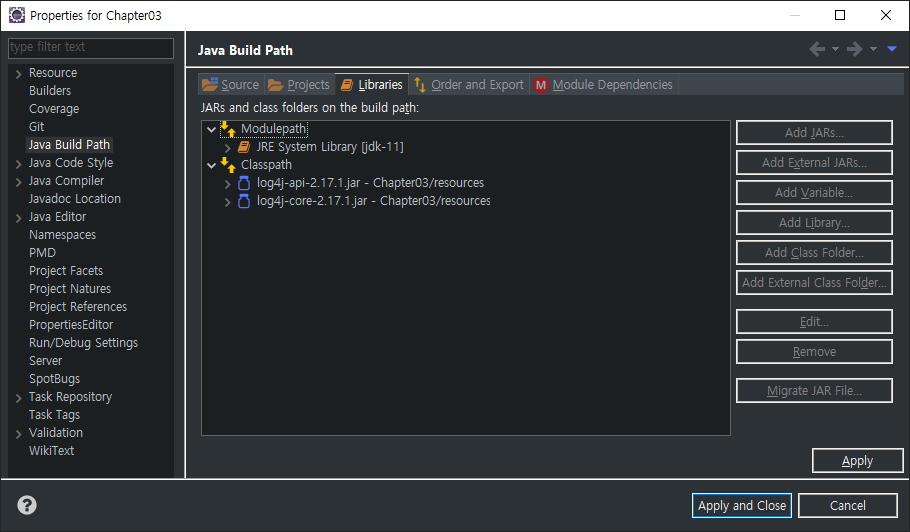 Properties for Chapter03
type filter text
Resource
Builders
Coverage
Git
Java Build Path
Java Code Style
Java Compiler
Javadoc Location
Java Editor
Namespaces
PMD
Project Facets
Project Natures
Project References
PropertiesEditor
Run/Debug Settings
Server
SpotBugs
Task Repository
Task Tags
Validation
WikiText
Java Build Path
Source Projects Libraries Order and Export M Module Dependencies
JARs and class folders on the build path:
Modulepath
JRE System Library [jdk-11]
Classpath
log4j-api-2.17.1.jar - Chapter03/resources
log4j-core-2.17.1.jar - Chapter03/resources
Add JARs...
Add External JARs...
Add Variable...
Add Library...
Add Class Folder...
Add External Class Folder...
Edit...
Remove
Migrate JAR File...
Apply
?
Apply and Close Cancel